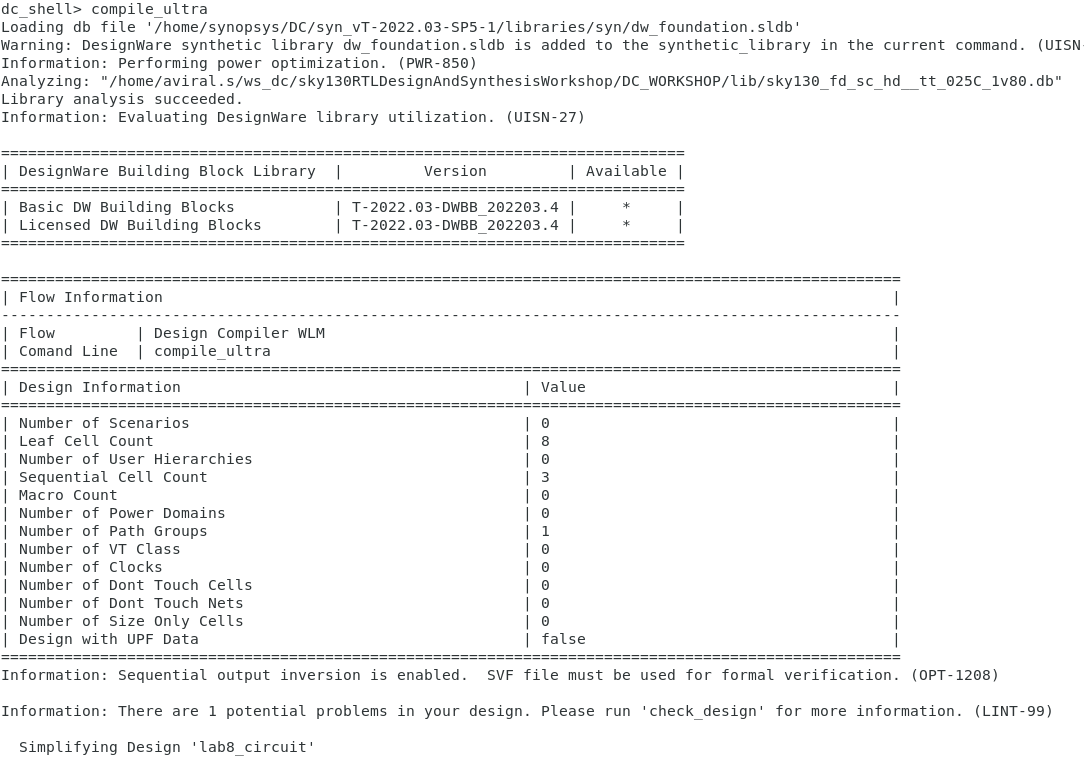 dc_shell> compile_ultra
Loading db file '/home/synopsys/DC/syn_vT-2022.03-SP5-1/libraries/syn/dw_foundation.sldb'
Warning: DesignWare synthetic library dw_foundation.sldb is added to the synthetic_library in the current command. (UISN-
Information: Performing power optimization. (PWR-850)
Analyzing: "/home/aviral.s/ws_dc/sky130RTLDesignAndSynthesisWorkshop/DC_WORKSHOP/lib/sky130_fd_sc_hd__tt_025C_1v80.db"
Library analysis succeeded.
Information: Evaluating DesignWare library utilization. (UISN-27)
============================================================================
| DesignWare Building Block Library  |         Version         | Available |
============================================================================
| Basic DW Building Blocks           | T-2022.03-DWBB_202203.4 |     *     |
| Licensed DW Building Blocks        | T-2022.03-DWBB_202203.4 |     *     |
============================================================================
====================================================================================================
| Flow Information                                                                                 |
----------------------------------------------------------------------------------------------------
| Flow         | Design Compiler WLM                                                               |
| Comand Line  | compile_ultra                                                                     |
====================================================================================================
| Design Information                                      | Value                                  |
====================================================================================================
| Number of Scenarios                                     | 0                                      |
| Leaf Cell Count                                         | 8                                      |
| Number of User Hierarchies                              | 0                                      |
| Sequential Cell Count                                   | 3                                      |
| Macro Count                                             | 0                                      |
| Number of Power Domains                                 | 0                                      |
| Number of Path Groups                                   | 1                                      |
| Number of VT Class                                      | 0                                      |
| Number of Clocks                                        | 0                                      |
| Number of Dont Touch Cells                              | 0                                      |
| Number of Dont Touch Nets                               | 0                                      |
| Number of Size Only Cells                               | 0                                      |
| Design with UPF Data                                    | false                                  |
====================================================================================================
Information: Sequential output inversion is enabled.  SVF file must be used for formal verification. (OPT-1208)
Information: There are 1 potential problems in your design. Please run 'check_design' for more information. (LINT-99)
  Simplifying Design 'lab8_circuit'